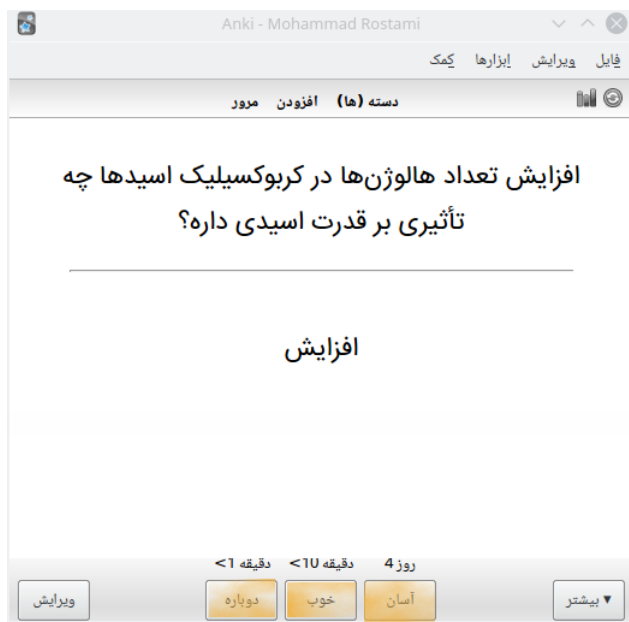 Anki - Mohammad Rostami
فایل ویرایش ابزارها کمک
دسته (ها) افزودن مرور
افزایش تعداد هالوژن‌ها در کربوکسیلیک اسیدها چه
تأثیری بر قدرت اسیدی داره؟
افزایش
روز 4 دقیقه 10> دقیقه 1>
▾ بیشتر آسان خوب دوباره ویرایش